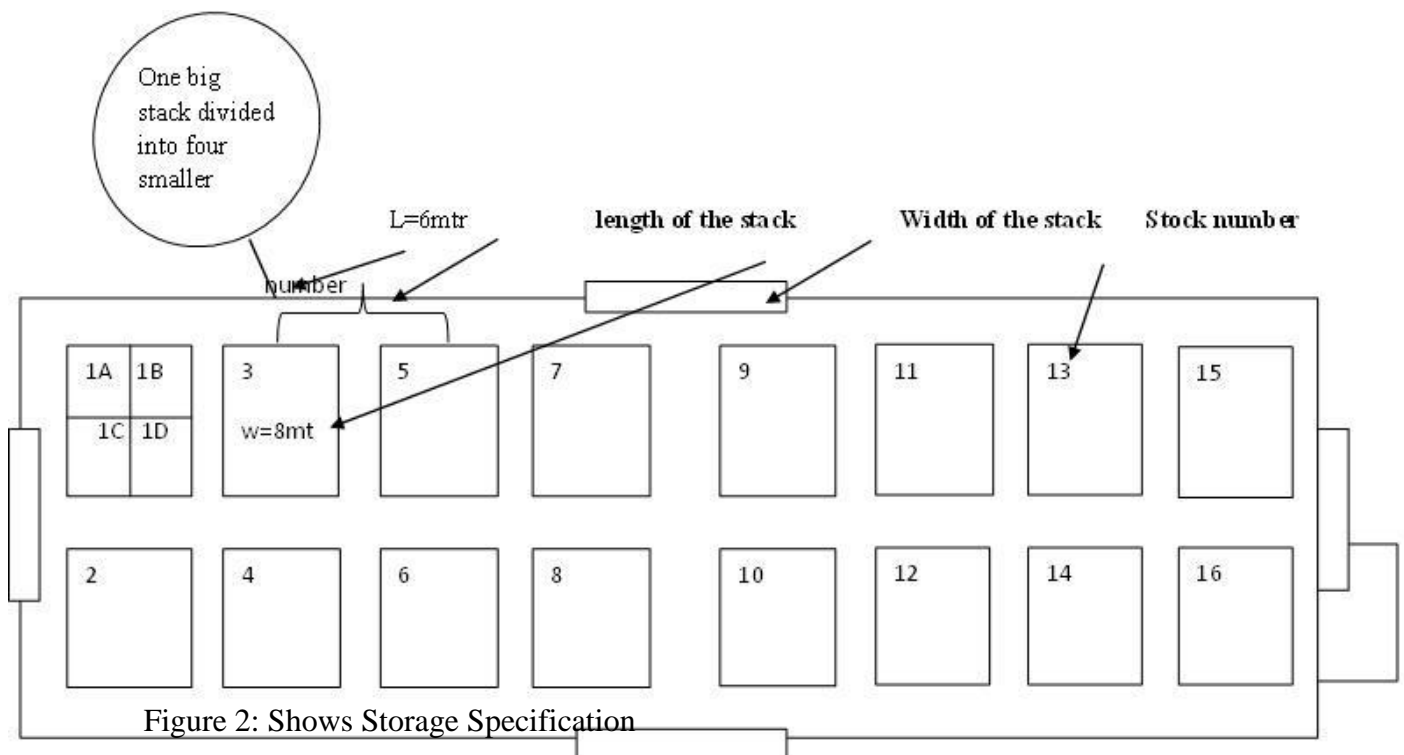 One big
stack divided
into four
smaller
L=6mtr length of the stack Width of the stack Stock number
number
1A 1B 3 5 7 9 11 13 15
1C 1D w=8mt
2 4 6 8 10 12 14 16
Figure 2: Shows Storage Specification